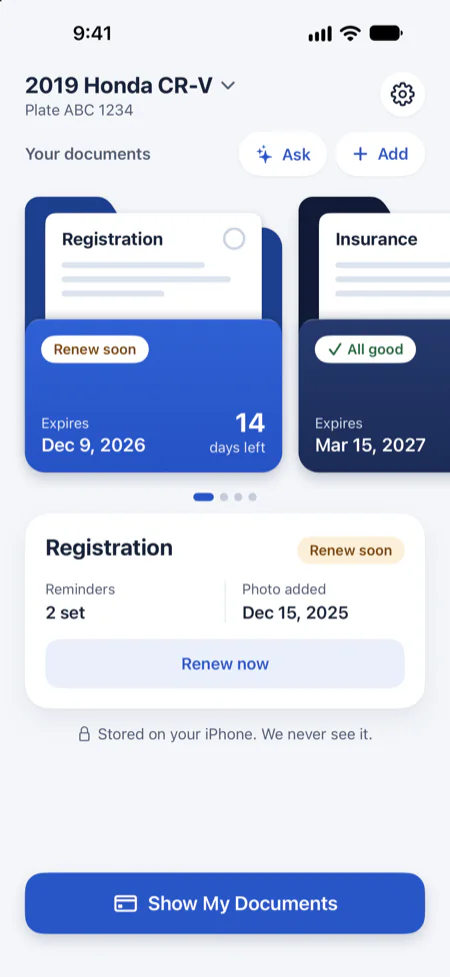 9:41
2019 Honda CR-V
Plate ABC 1234
Your documents
Ask
Add
Registration
Renew soon
Expires
Dec 9, 2026
14
days left
Insurance
All good
Expires
Mar 15, 2027
Registration
Renew soon
Reminders
2 set
Photo added
Dec 15, 2025
Renew now
Stored on your iPhone. We never see it.
Show My Documents